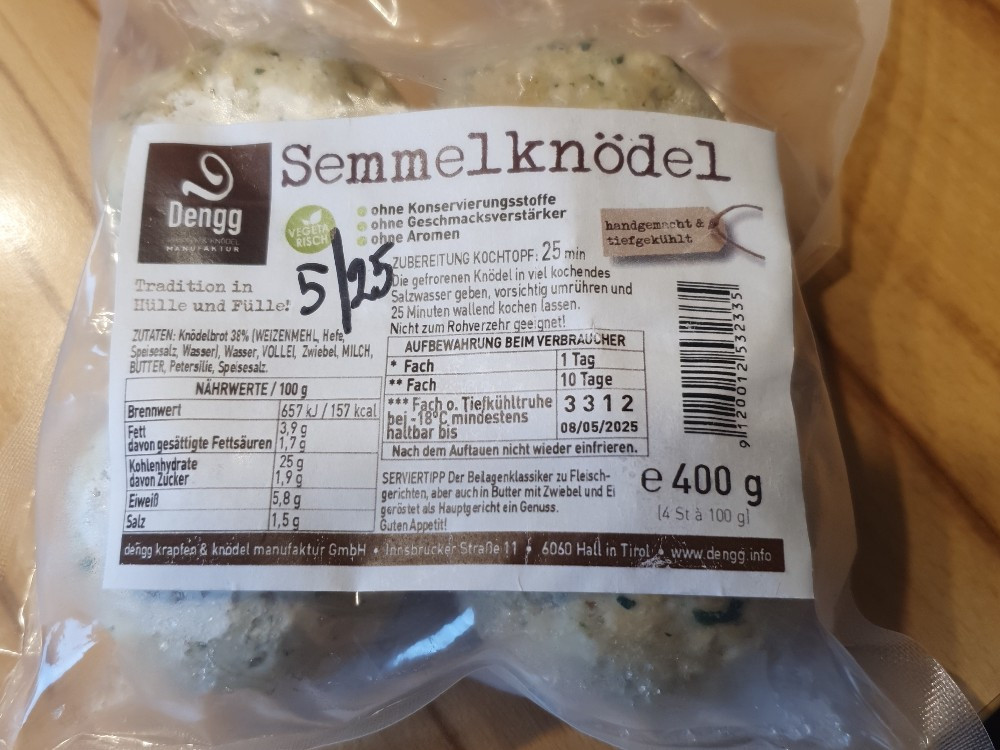 Semmelknödel
Dengg
MANUFAKTUR
VEGETA
RISCH
ohne Konservierungsstoffe
ohne Geschmacksverstärker
ohne Aromen
handgemacht &
tiefgekühlt
Tradition in
Hülle und Fülle!
5/25
ZUBEREITUNG KOCHTOPF: 25 min
Die gefrorenen Knödel in viel kochendes
Salzwasser geben, vorsichtig umrühren und
25 Minuten wallend kochen lassen.
Nicht zum Rohverzehr geeignet!
ZUTATEN: Knödelbrot 38% (WEIZENMEHL, Hefe,
Speisesalz, Wasser), Wasser, VOLLEI, Zwiebel, MILCH,
BUTTER, Petersilie, Speisesalz.
NÄHRWERTE / 100 g
Brennwert 657 kJ / 157 kcal
Fett 3,9 g
davon gesättigte Fettsäuren 1,7 g
Kohlenhydrate 25 g
davon Zucker 1,9 g
Eiweiß 5,8 g
Salz 1,5 g
AUFBEWAHRUNG BEIM VERBRAUCHER
* Fach 1 Tag
** Fach 10 Tage
*** Fach o. Tiefkühltruhe 3312
bei -18°C mindestens
haltbar bis 08/05/2025
Nach dem Auftauen nicht wieder einfrieren.
SERVIERTIPP Der Belagenklassiker zu Fleisch-
gerichten, aber auch in Butter mit Zwiebel und Ei
geröstet als Hauptgericht ein Genuss.
Guten Appetit!
9120012532335
e 400 g
(4 St à 100 g)
dengg krapfen & knödel manufaktur GmbH • Innsbrucker Straße 11 • 6060 Hall in Tirol • www.dengg.info